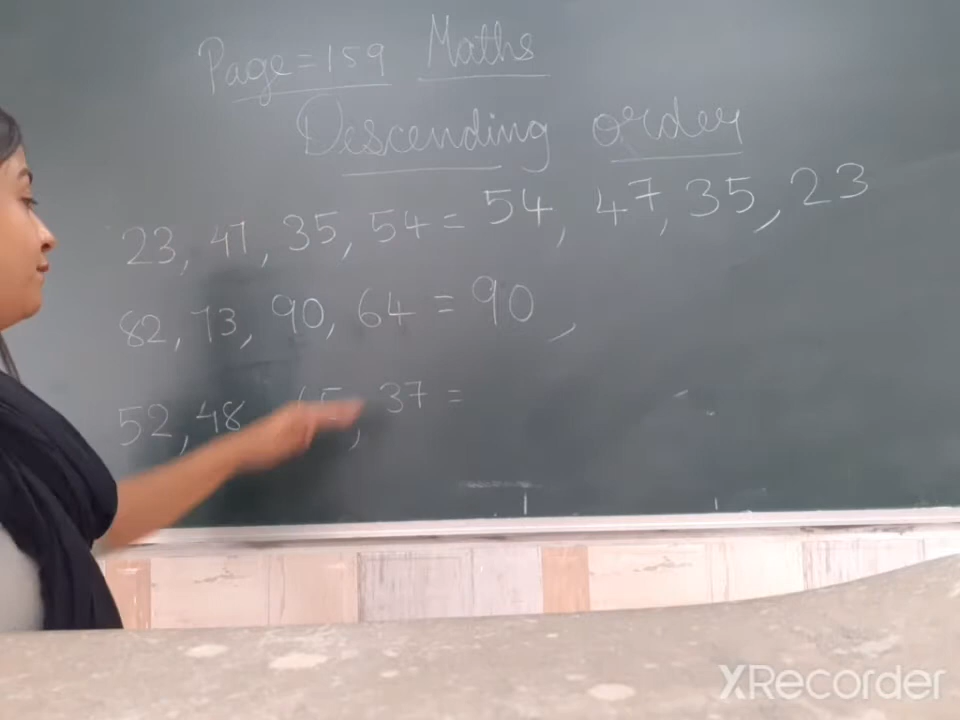 Page = 159 Maths
Descending order
23, 47, 35, 54 = 54, 47, 35, 23
82, 73, 90, 64 = 90,
52, 48 65, 37 =
XRecorder